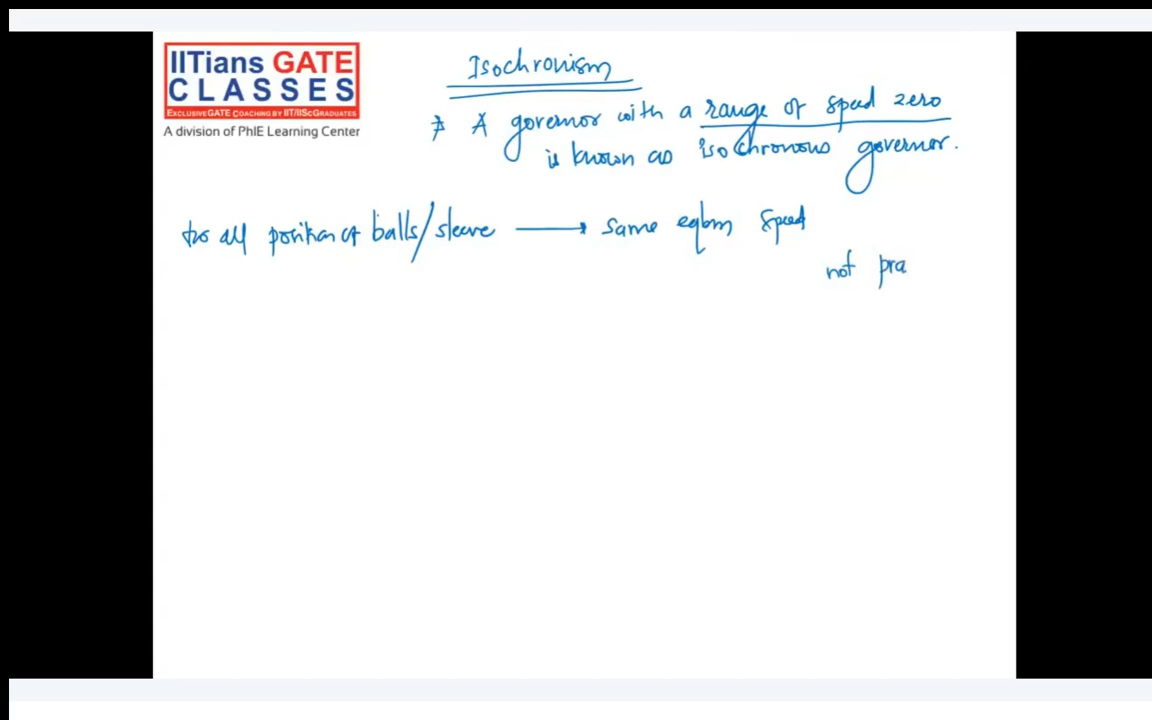 IITians GATE
CLASSES
EXCLUSIVE GATE COACHING BY IIT/IISc GRADUATES
A division of PhIE Learning Center
Isochronism
⇒ A governor with a range of speed zero
is known as isochronous governor.
for all position of balls/sleeve → same eqbm speed
not pra